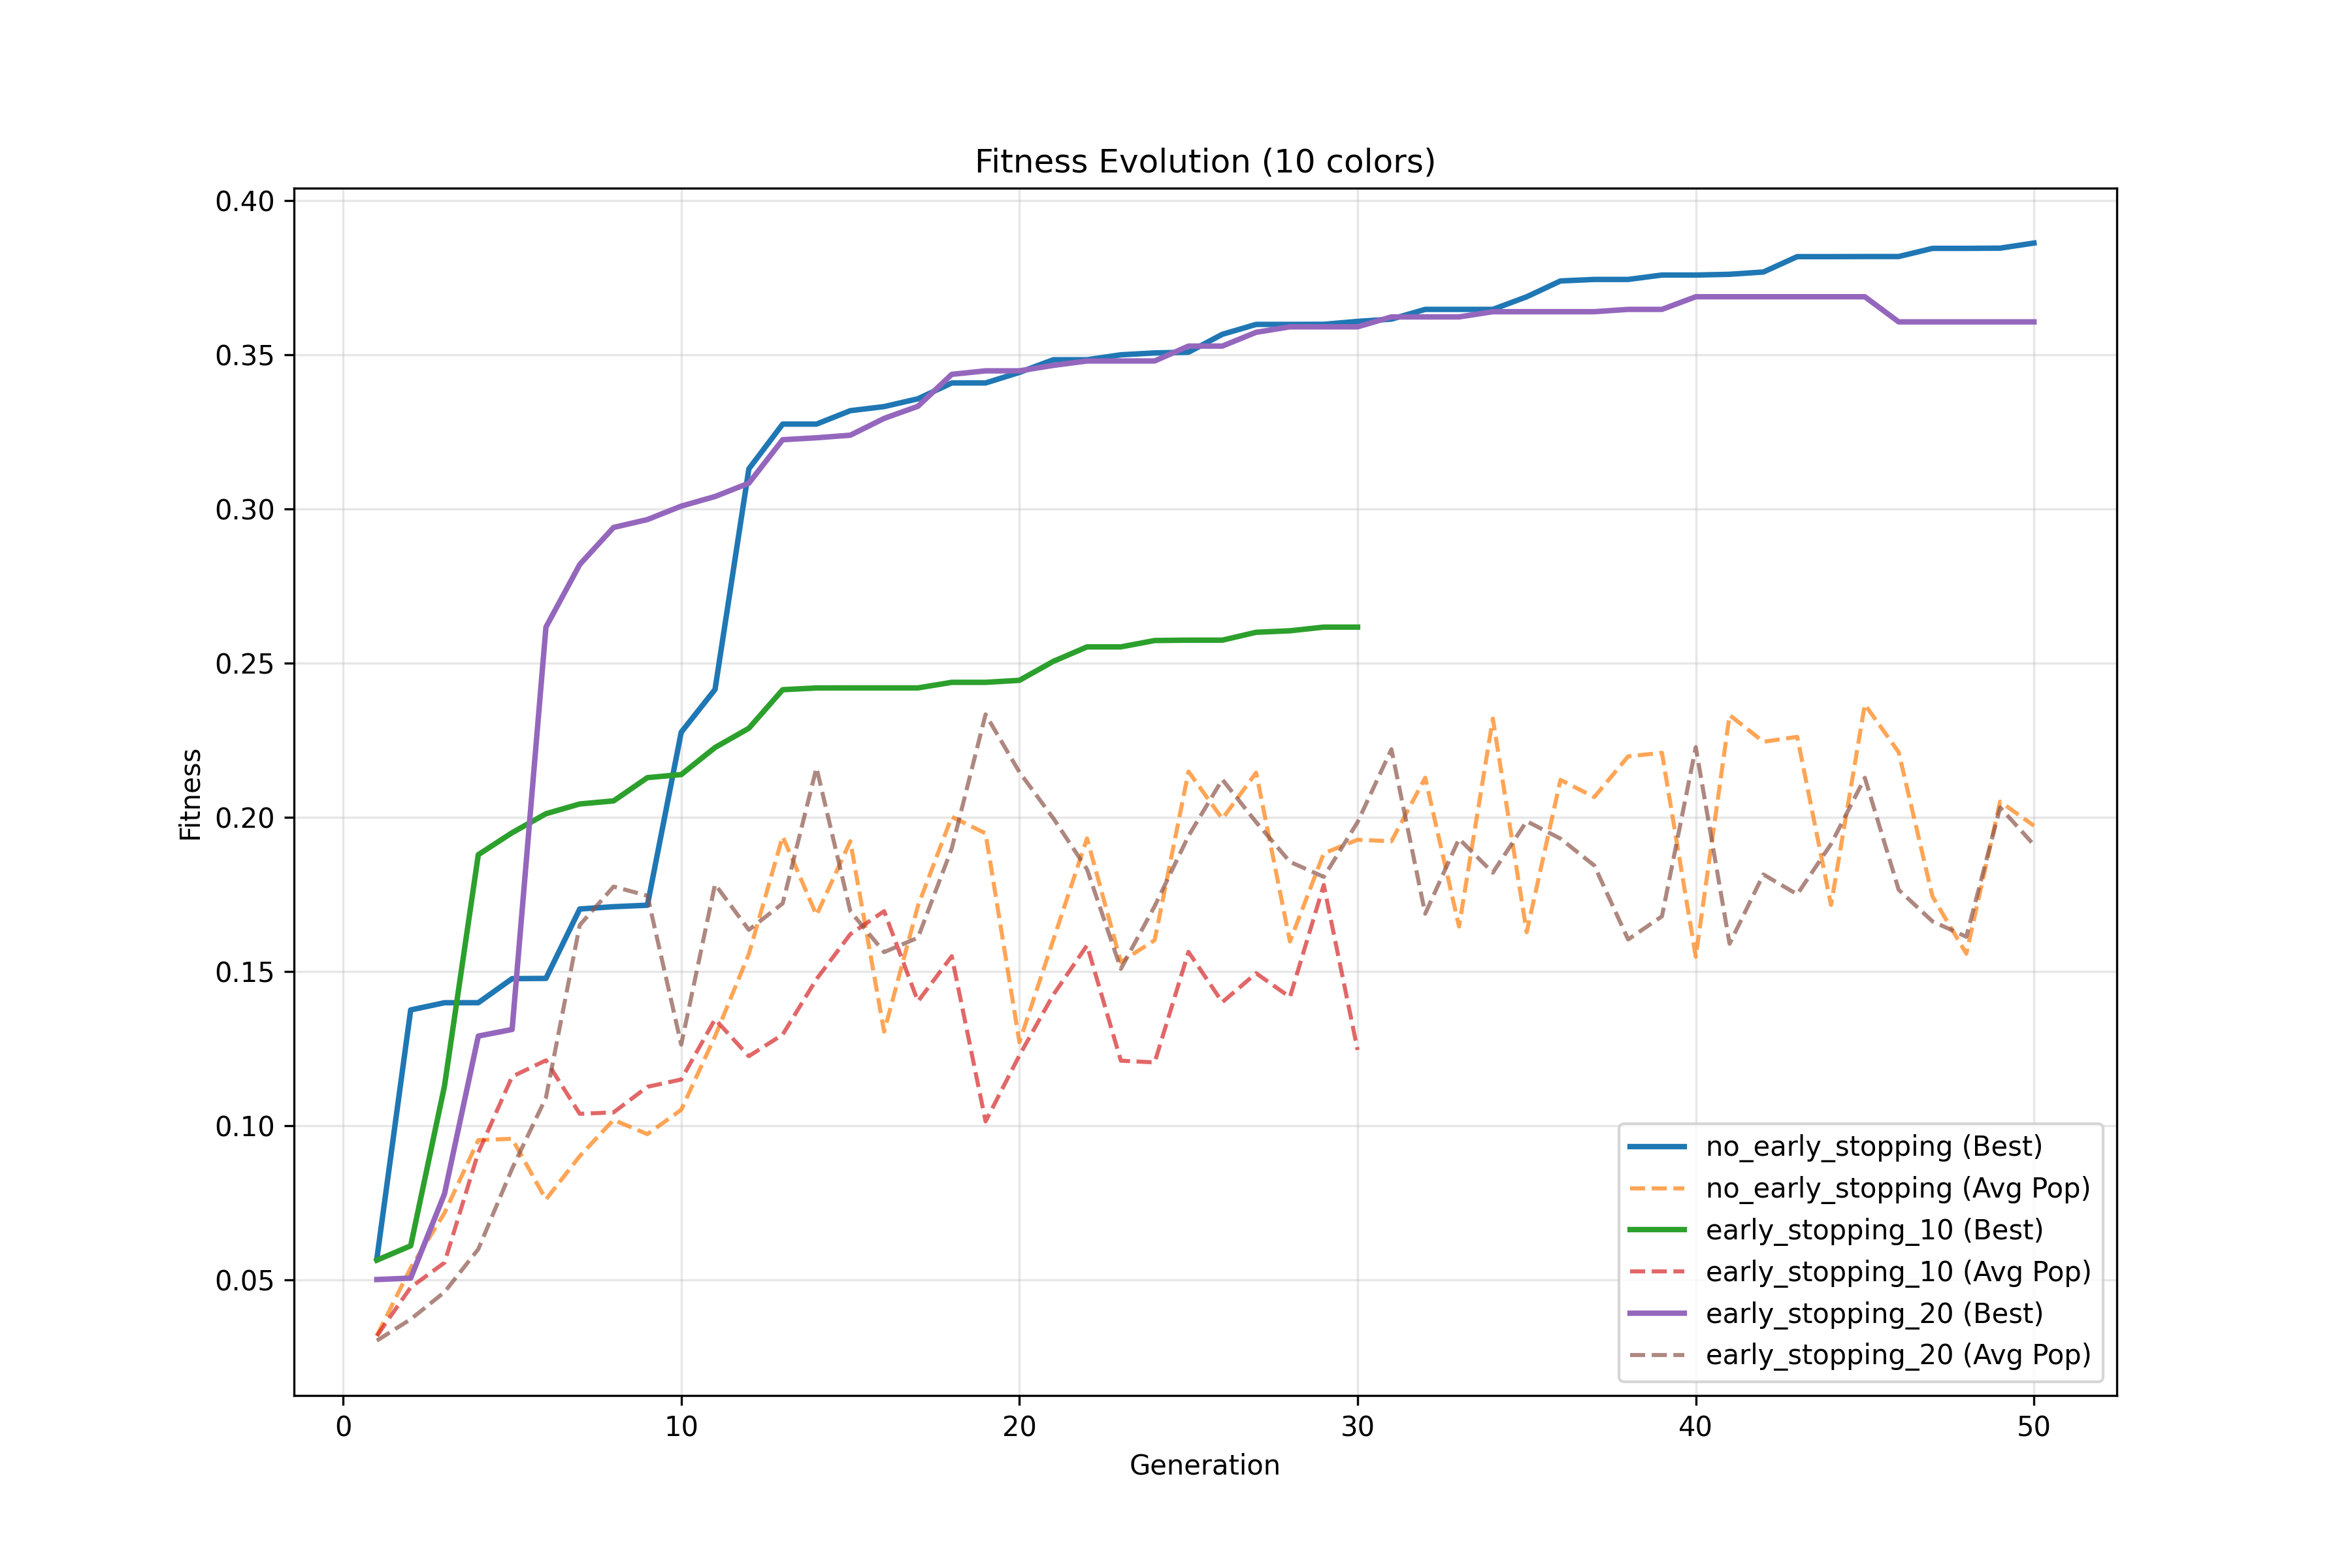 Fitness Evolution (10 colors)
0.40
0.35
0.30
0.25
0.20
0.15
0.10
0.05
Fitness
0
10
20
30
40
50
Generation
no_early_stopping (Best)
no_early_stopping (Avg Pop)
early_stopping_10 (Best)
early_stopping_10 (Avg Pop)
early_stopping_20 (Best)
early_stopping_20 (Avg Pop)